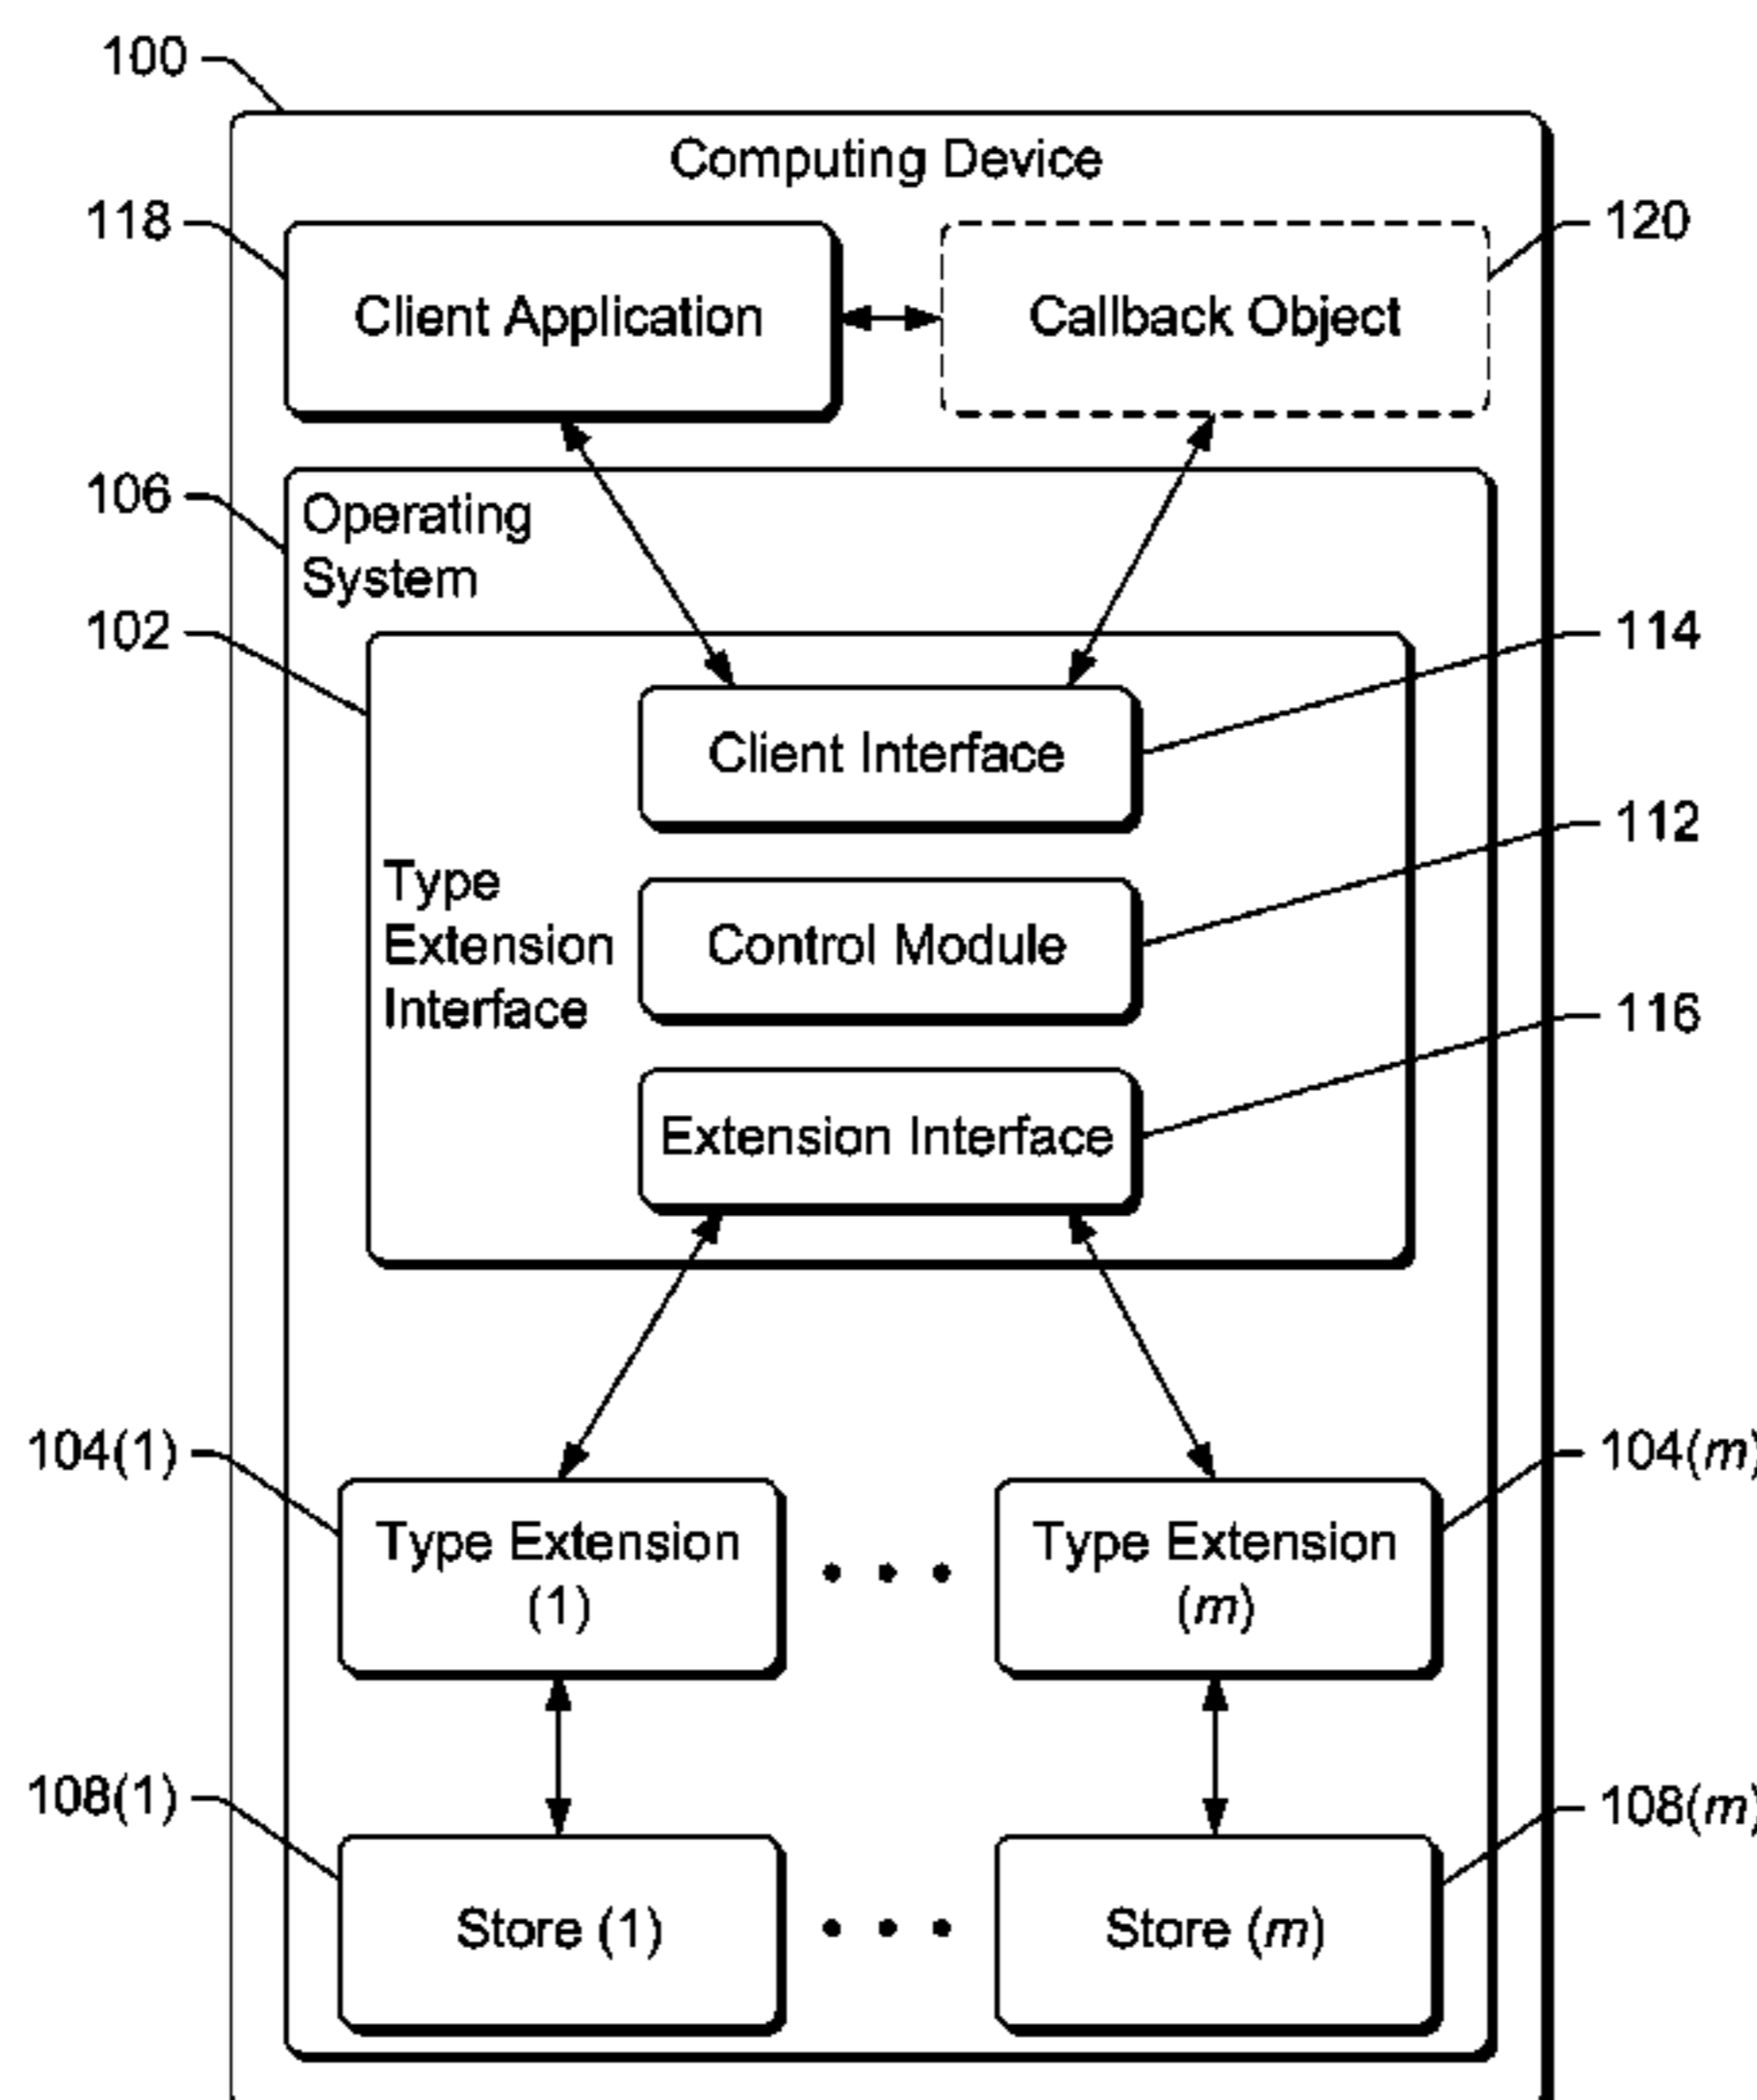 100
Computing Device
118
120
Client Application
Callback Object
106
Operating
System
102
114
Client Interface
112
Type
Extension
Interface
Control Module
116
Extension Interface
104(1)
104(m)
Type Extension
(1)
Type Extension
(m)
108(1)
108(m)
Store (1)
Store (m)